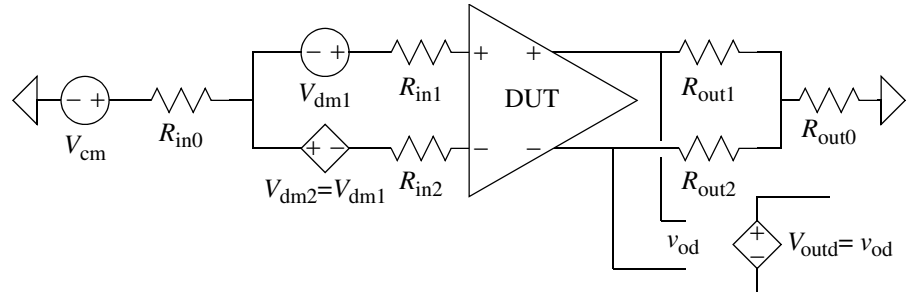 − +
V_cm
R_in0
− +
V_dm1
+ −
V_dm2=V_dm1
R_in1
R_in2
+ +
DUT
− −
R_out1
R_out2
R_out0
v_od
+
−
V_outd= v_od